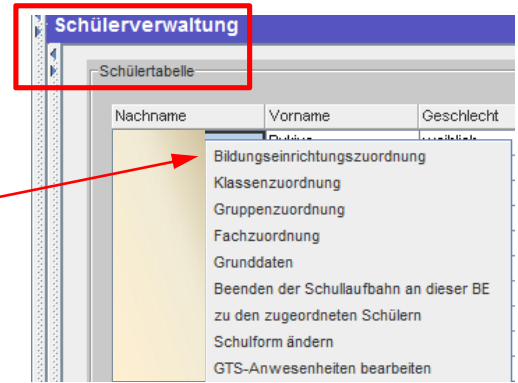 Schülerverwaltung
Schülertabelle
Nachname Vorname Geschlecht
Bildungseinrichtungszuordnung
Klassenzuordnung
Gruppenzuordnung
Fachzuordnung
Grunddaten
Beenden der Schullaufbahn an dieser BE
zu den zugeordneten Schülern
Schulform ändern
GTS-Anwesenheiten bearbeiten